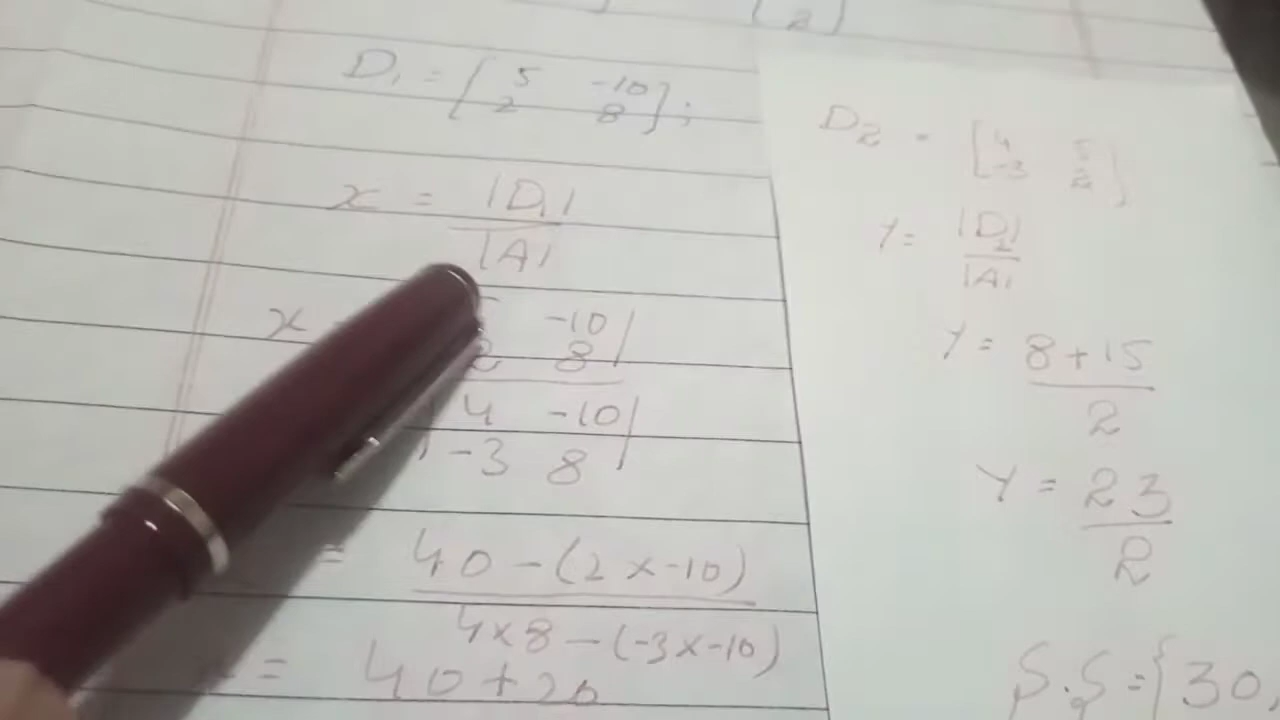 D₁ = [ 5 -10
2 8 ];
x = |D₁|
|A|
x -10|
2 8
4 -10|
-3 8
= 40 - (2 x -10)
4 x 8 - (-3 x -10)
= 40 + 20
D₂ = [ 4 5
-3 2 ];
Y = |D₂|
|A|
Y = 8 + 15
2
Y = 23
2
S.S = {30,